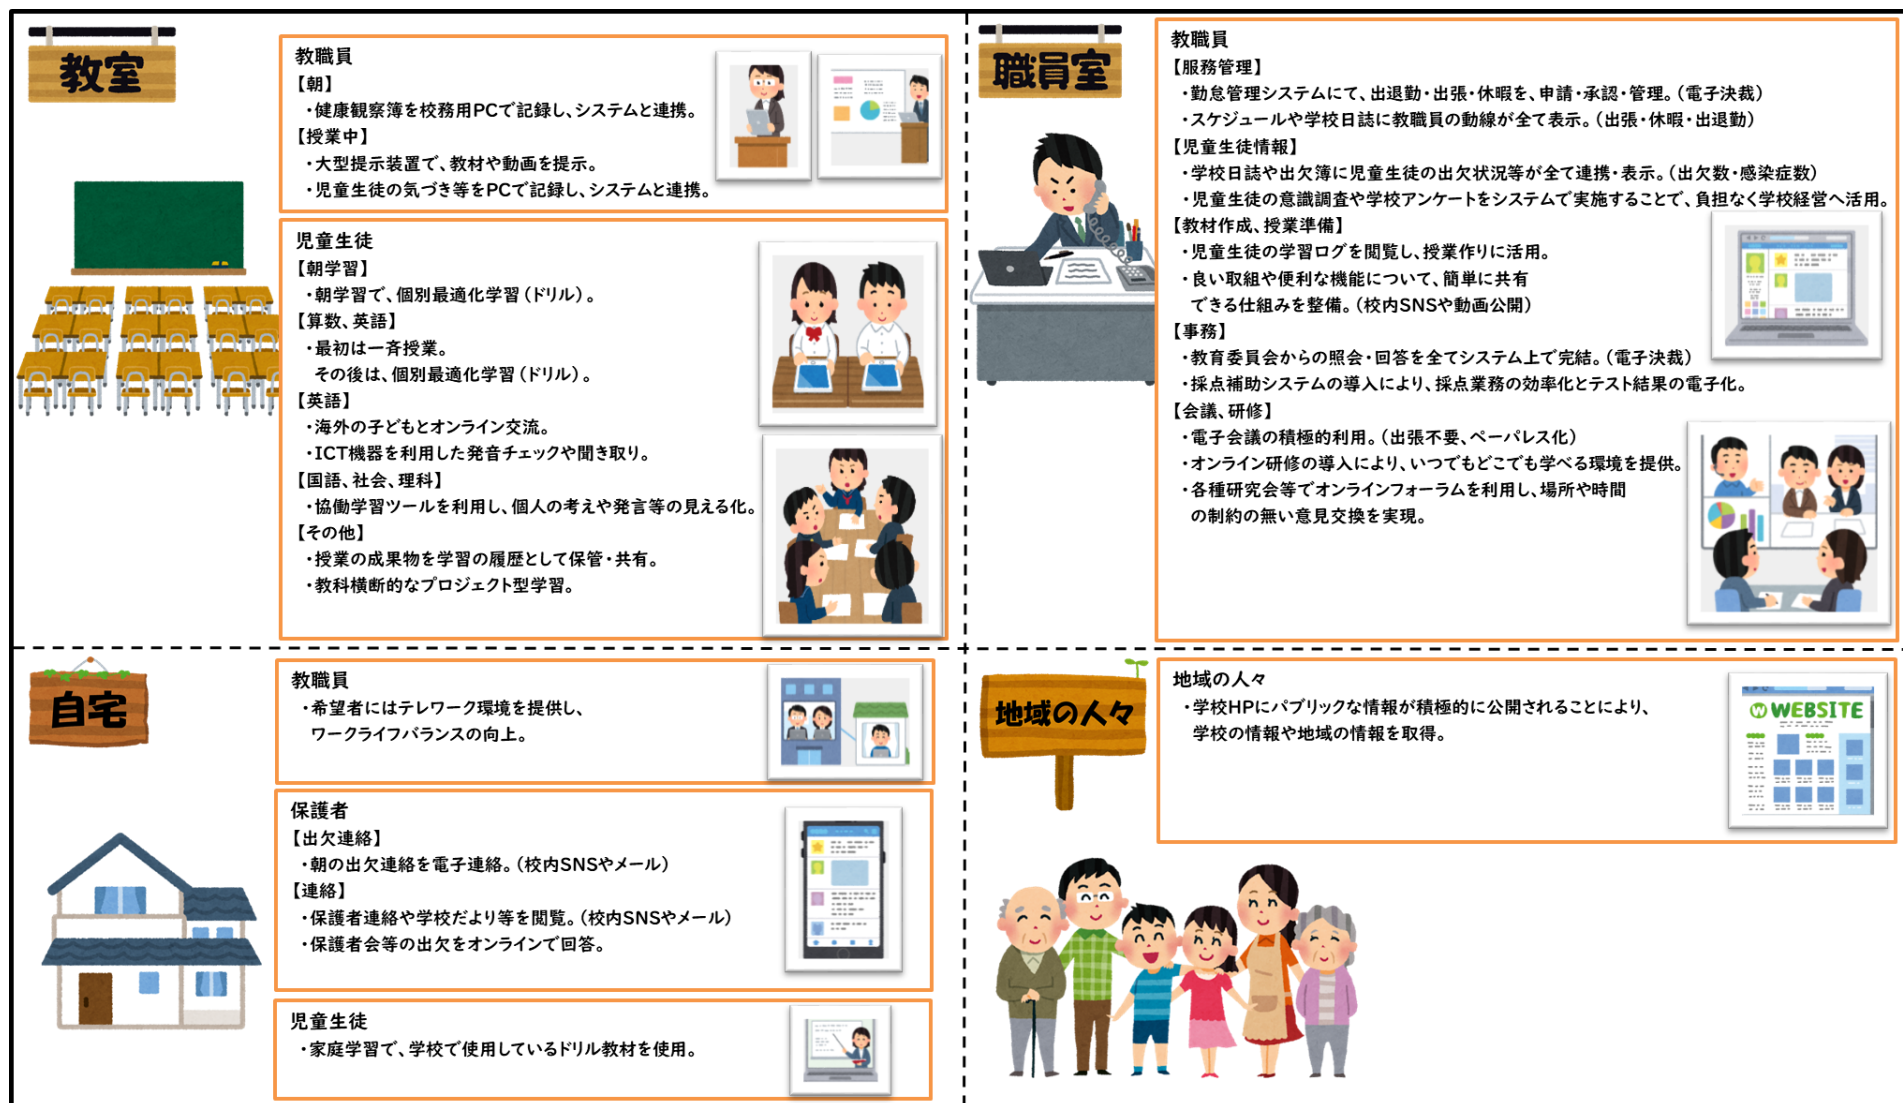 教室
教職員
【朝】
・健康観察簿を校務用PCで記録し、システムと連携。
【授業中】
・大型提示装置で、教材や動画を提示。
・児童生徒の気づき等をPCで記録し、システムと連携。
児童生徒
【朝学習】
・朝学習で、個別最適化学習(ドリル)。
【算数、英語】
・最初は一斉授業。
その後は、個別最適化学習(ドリル)。
【英語】
・海外の子どもとオンライン交流。
・ICT機器を利用した発音チェックや聞き取り。
【国語、社会、理科】
・協働学習ツールを利用し、個人の考えや発言等の見える化。
【その他】
・授業の成果物を学習の履歴として保管・共有。
・教科横断的なプロジェクト型学習。
職員室
教職員
【服務管理】
・勤怠管理システムにて、出退勤・出張・休暇を、申請・承認・管理。(電子決裁)
・スケジュールや学校日誌に教職員の動線が全て表示。(出張・休暇・出退勤)
【児童生徒情報】
・学校日誌や出欠簿に児童生徒の出欠状況等が全て連携・表示。(出欠数・感染症数)
・児童生徒の意識調査や学校アンケートをシステムで実施することで、負担なく学校経営へ活用。
【教材作成、授業準備】
・児童生徒の学習ログを閲覧し、授業作りに活用。
・良い取組や便利な機能について、簡単に共有
できる仕組みを整備。(校内SNSや動画公開)
【事務】
・教育委員会からの照会・回答を全てシステム上で完結。(電子決裁)
・採点補助システムの導入により、採点業務の効率化とテスト結果の電子化。
【会議、研修】
・電子会議の積極的利用。(出張不要、ペーパレス化)
・オンライン研修の導入により、いつでもどこでも学べる環境を提供。
・各種研究会等でオンラインフォーラムを利用し、場所や時間
の制約の無い意見交換を実現。
自宅
教職員
・希望者にはテレワーク環境を提供し、
ワークライフバランスの向上。
保護者
【出欠連絡】
・朝の出欠連絡を電子連絡。(校内SNSやメール)
【連絡】
・保護者連絡や学校だより等を閲覧。(校内SNSやメール)
・保護者会等の出欠をオンラインで回答。
児童生徒
・家庭学習で、学校で使用しているドリル教材を使用。
地域の人々
地域の人々
・学校HPにパブリックな情報が積極的に公開されることにより、
学校の情報や地域の情報を取得。
W WEBSITE